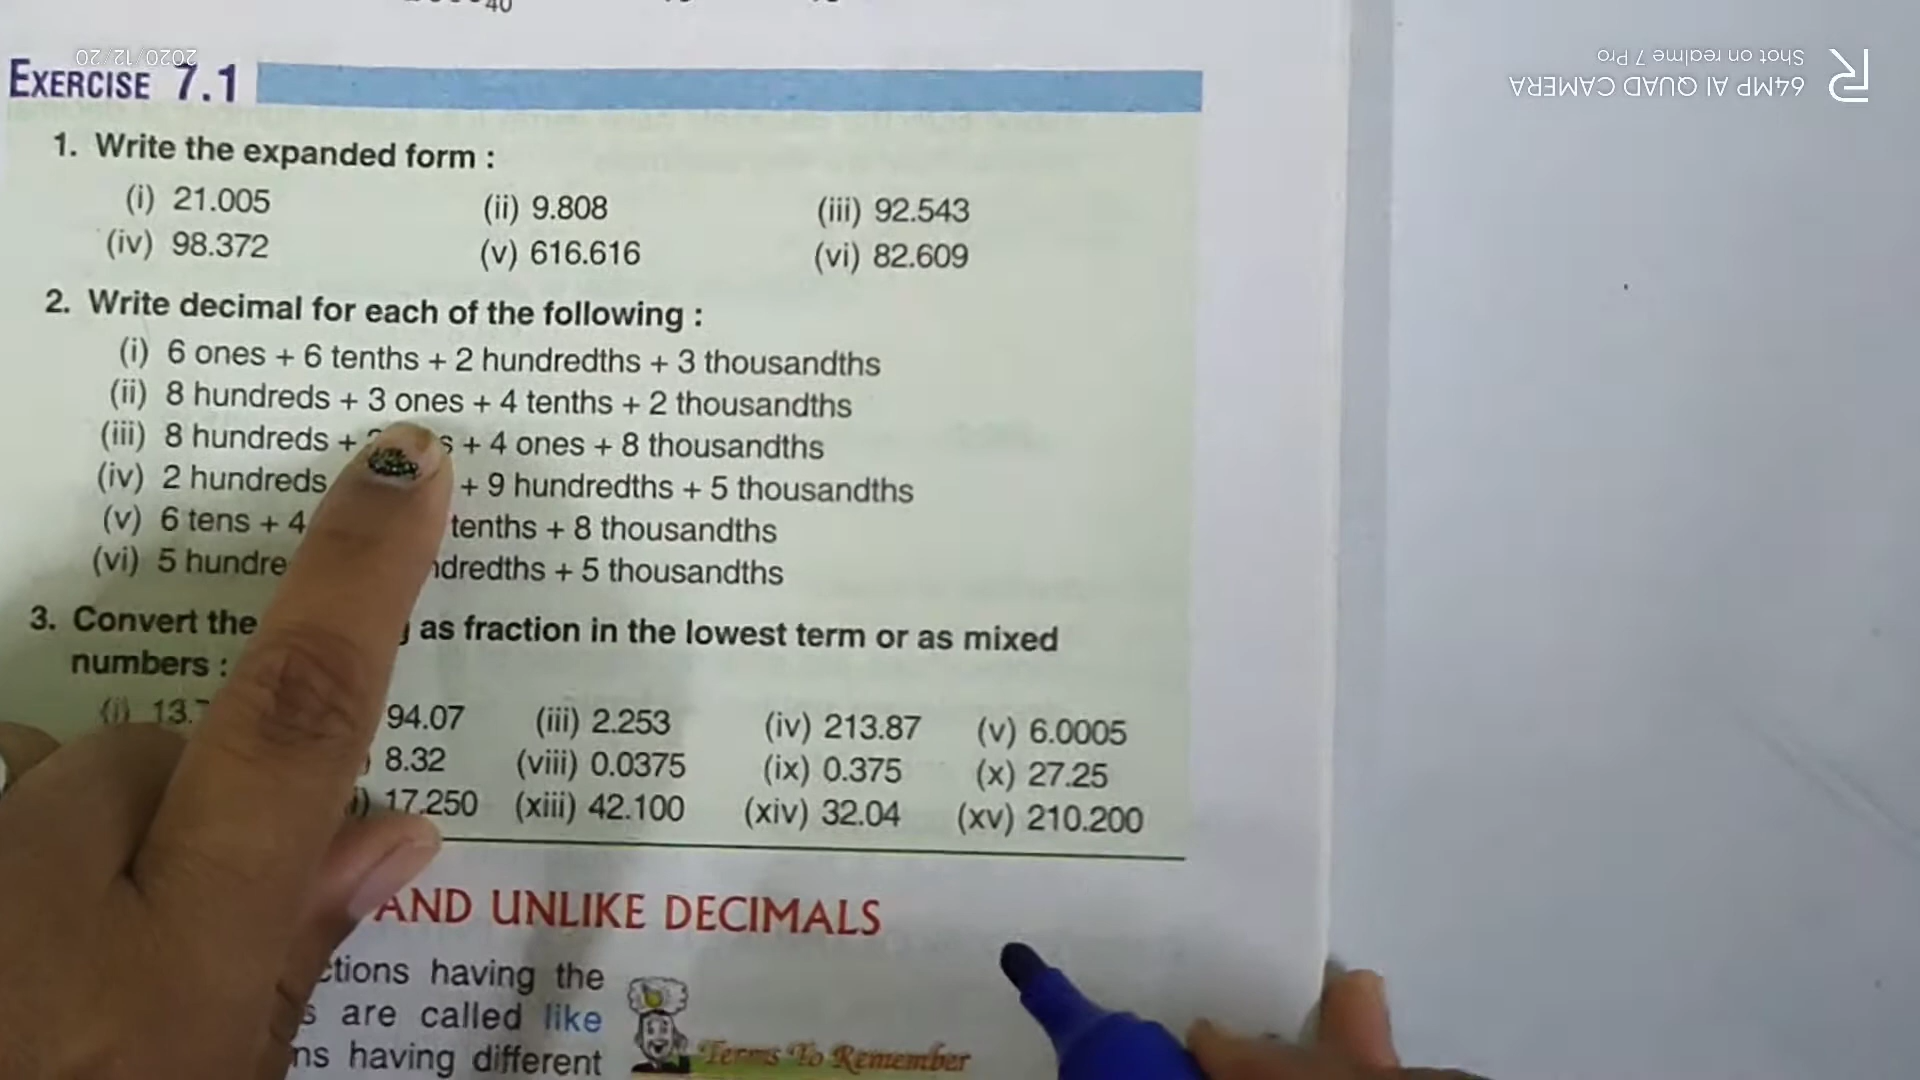 40
2020/12/20
64MP AI QUAD CAMERA
Shot on realme 7 Pro
EXERCISE 7.1
1. Write the expanded form :
(i) 21.005 (ii) 9.808 (iii) 92.543
(iv) 98.372 (v) 616.616 (vi) 82.609
2. Write decimal for each of the following :
(i) 6 ones + 6 tenths + 2 hundredths + 3 thousandths
(ii) 8 hundreds + 3 ones + 4 tenths + 2 thousandths
(iii) 8 hundreds + s + 4 ones + 8 thousandths
(iv) 2 hundreds + 9 hundredths + 5 thousandths
(v) 6 tens + 4 tenths + 8 thousandths
(vi) 5 hundre ndredths + 5 thousandths
3. Convert the as fraction in the lowest term or as mixed
numbers :
(i) 13. 94.07 (iii) 2.253 (iv) 213.87 (v) 6.0005
) 8.32 (viii) 0.0375 (ix) 0.375 (x) 27.25
i) 17.250 (xiii) 42.100 (xiv) 32.04 (xv) 210.200
AND UNLIKE DECIMALS
ctions having the
s are called like
ns having different
Terms To Remember